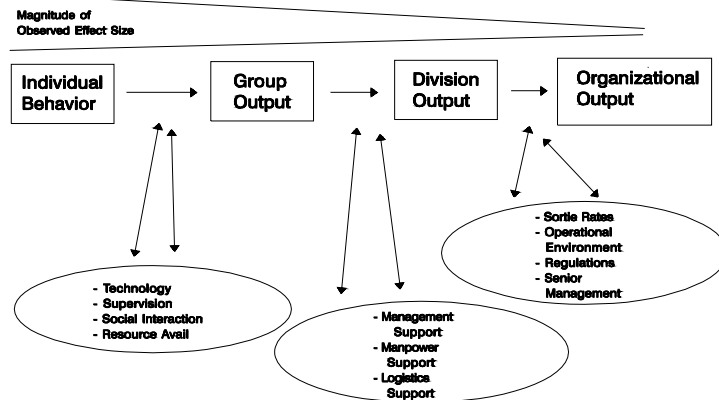 Magnitude of
Observed Effect Size
Individual
Behavior
Group
Output
Division
Output
Organizational
Output
- Sortie Rates
- Operational
Environment
- Regulations
- Senior
Management
- Technology
- Supervision
- Social Interaction
- Resource Avail
- Management
Support
- Manpower
Support
- Logistics
Support